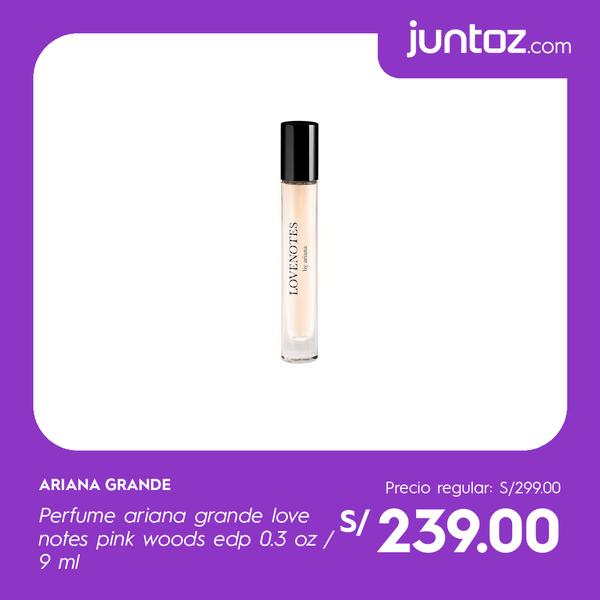 juntoz.com
LOVENOTES
by ariana
ARIANA GRANDE
Perfume ariana grande love
notes pink woods edp 0.3 oz /
9 ml
Precio regular: S/299.00
S/ 239.00